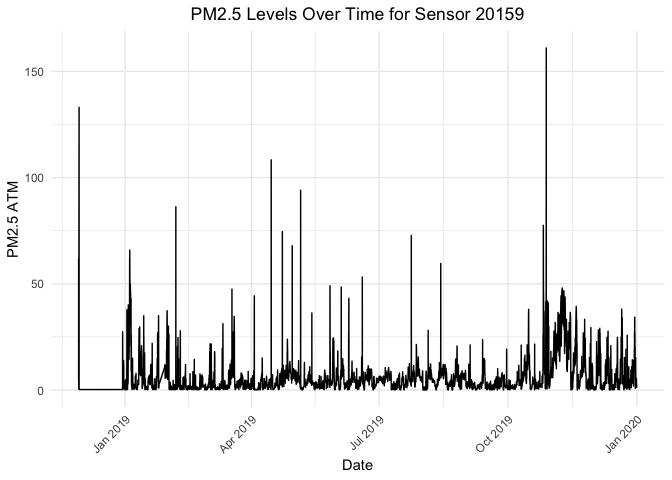 PM2.5 Levels Over Time for Sensor 20159
PM2.5 ATM
150
100
50
0
Jan 2019
Apr 2019
Jul 2019
Oct 2019
Jan 2020
Date